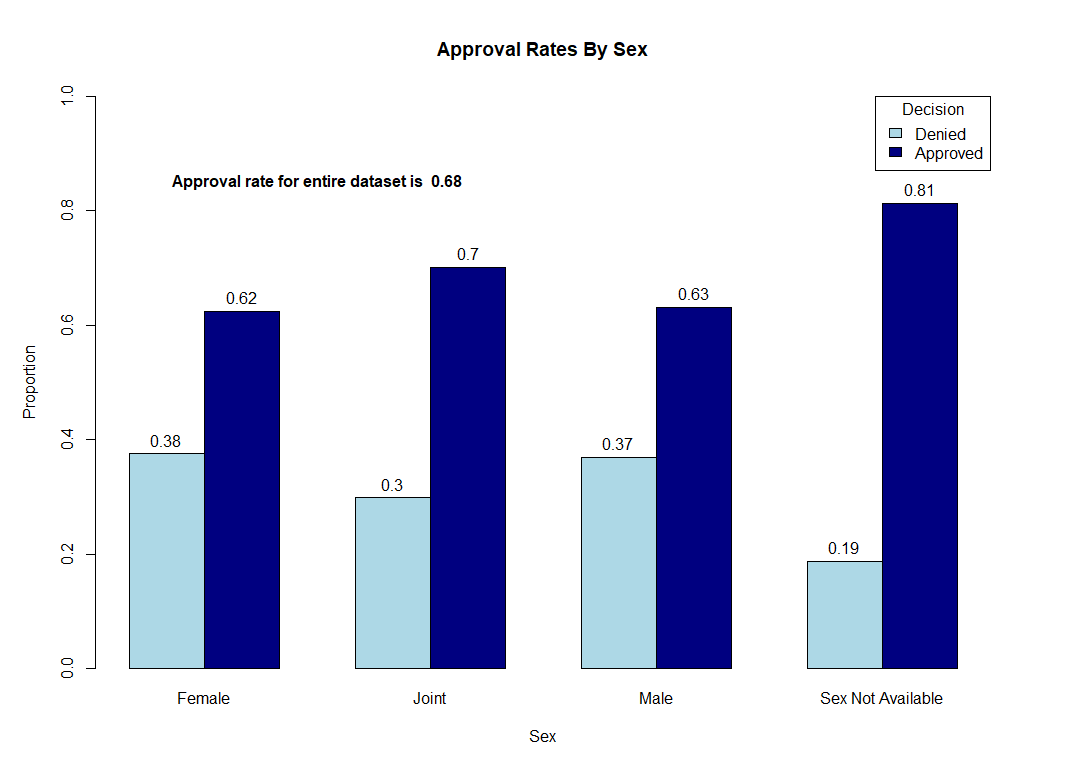 Approval Rates By Sex
Decision
Denied
Approved
Approval rate for entire dataset is 0.68
Proportion
1.0
0.8
0.6
0.4
0.2
0.0
0.38
0.62
0.3
0.7
0.37
0.63
0.19
0.81
Female
Joint
Male
Sex Not Available
Sex